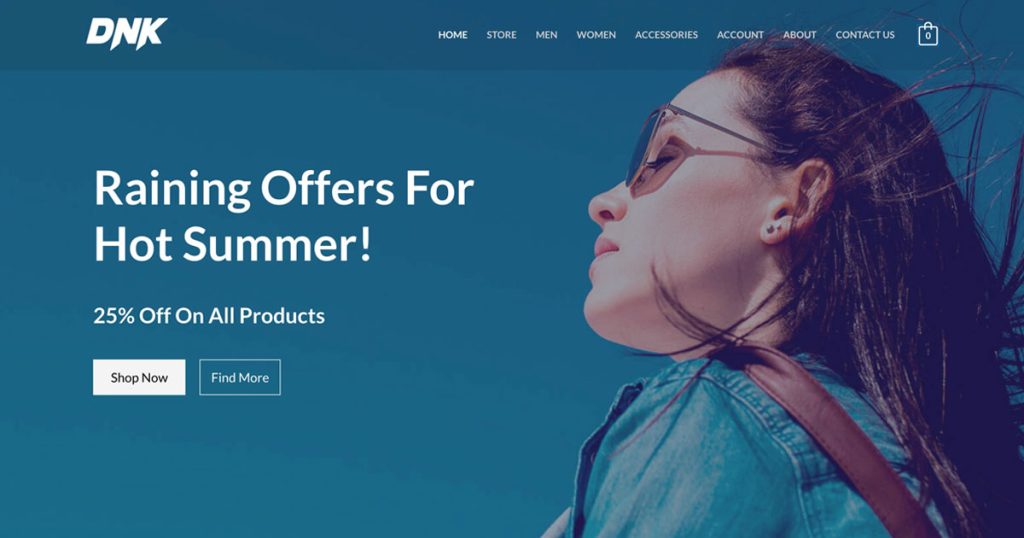 DNK
HOME STORE MEN WOMEN ACCESSORIES ACCOUNT ABOUT CONTACT US 0
Raining Offers For
Hot Summer!
25% Off On All Products
Shop Now Find More